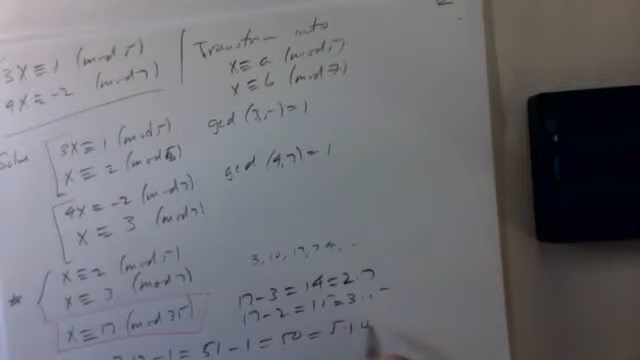 3x ≡ 1 (mod 5)
4x ≡ -2 (mod 7)
Transform into
x ≡ a (mod 5)
x ≡ b (mod 7)
Solve
3x ≡ 1 (mod 5) gcd (3,5) = 1
x ≡ 2 (mod 5)
4x ≡ -2 (mod 7) gcd (4,7) = 1
x ≡ 3 (mod 7)
* x ≡ 2 (mod 5)
x ≡ 3 (mod 7)
3, 10, 17, 24, ..
x ≡ 17 (mod 35)
17-3 = 14 = 2.7
17-2 = 15 = 3.5
-1 = 51-1 = 50 = 5.10